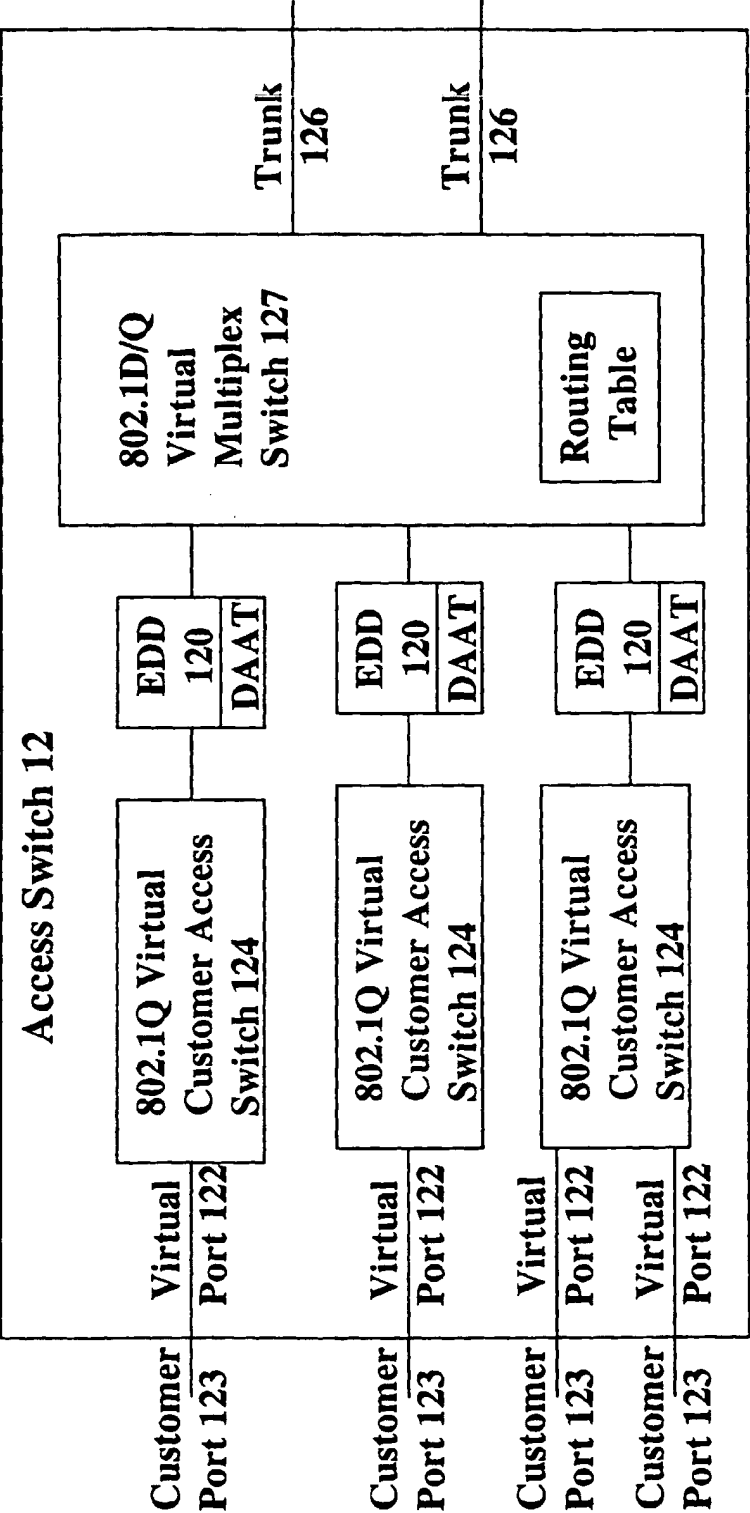 Access Switch 12
Customer
Port 123
Virtual
Port 122
802.1Q Virtual
Customer Access
Switch 124
EDD
120
DAAT
Customer
Port 123
Virtual
Port 122
802.1Q Virtual
Customer Access
Switch 124
EDD
120
DAAT
Customer
Port 123
Virtual
Port 122
Customer
Port 123
Virtual
Port 122
802.1Q Virtual
Customer Access
Switch 124
EDD
120
DAAT
802.1D/Q
Virtual
Multiplex
Switch 127
Routing
Table
Trunk
126
Trunk
126